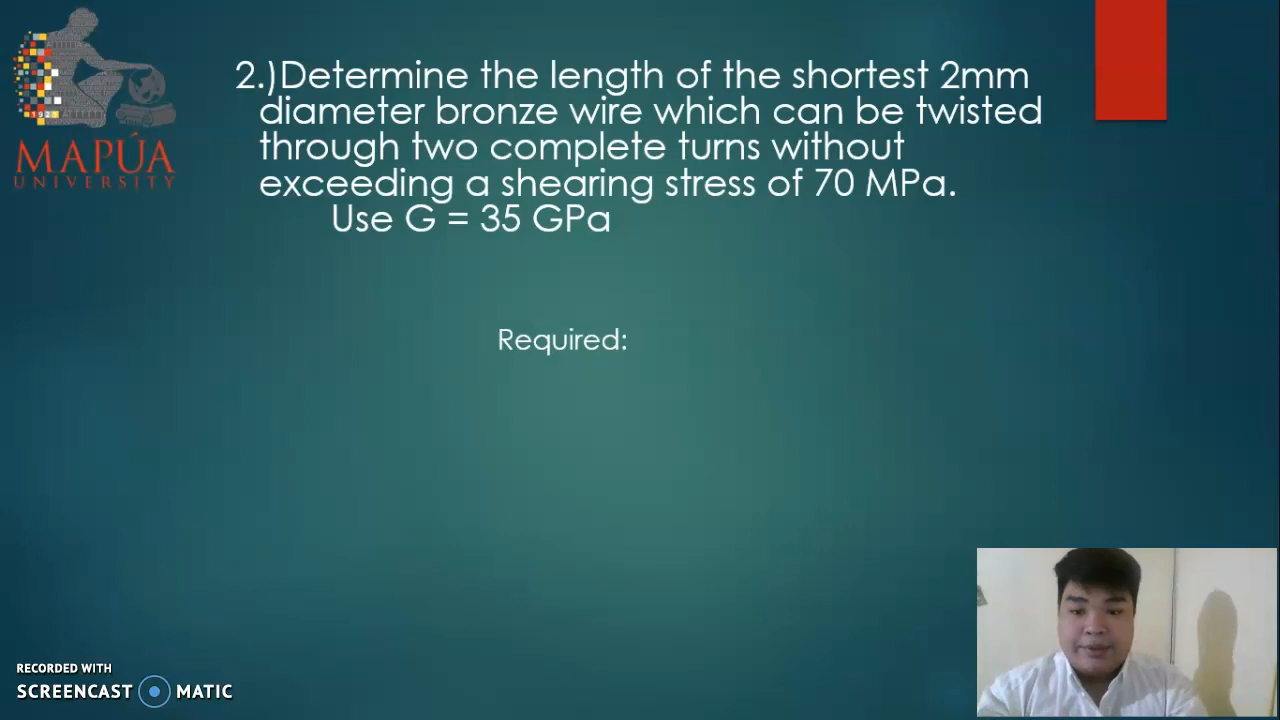 MAPÚA
UNIVERSITY
1925
2.)Determine the length of the shortest 2mm
diameter bronze wire which can be twisted
through two complete turns without
exceeding a shearing stress of 70 MPa.
Use G = 35 GPa
Required:
RECORDED WITH
SCREENCAST MATIC